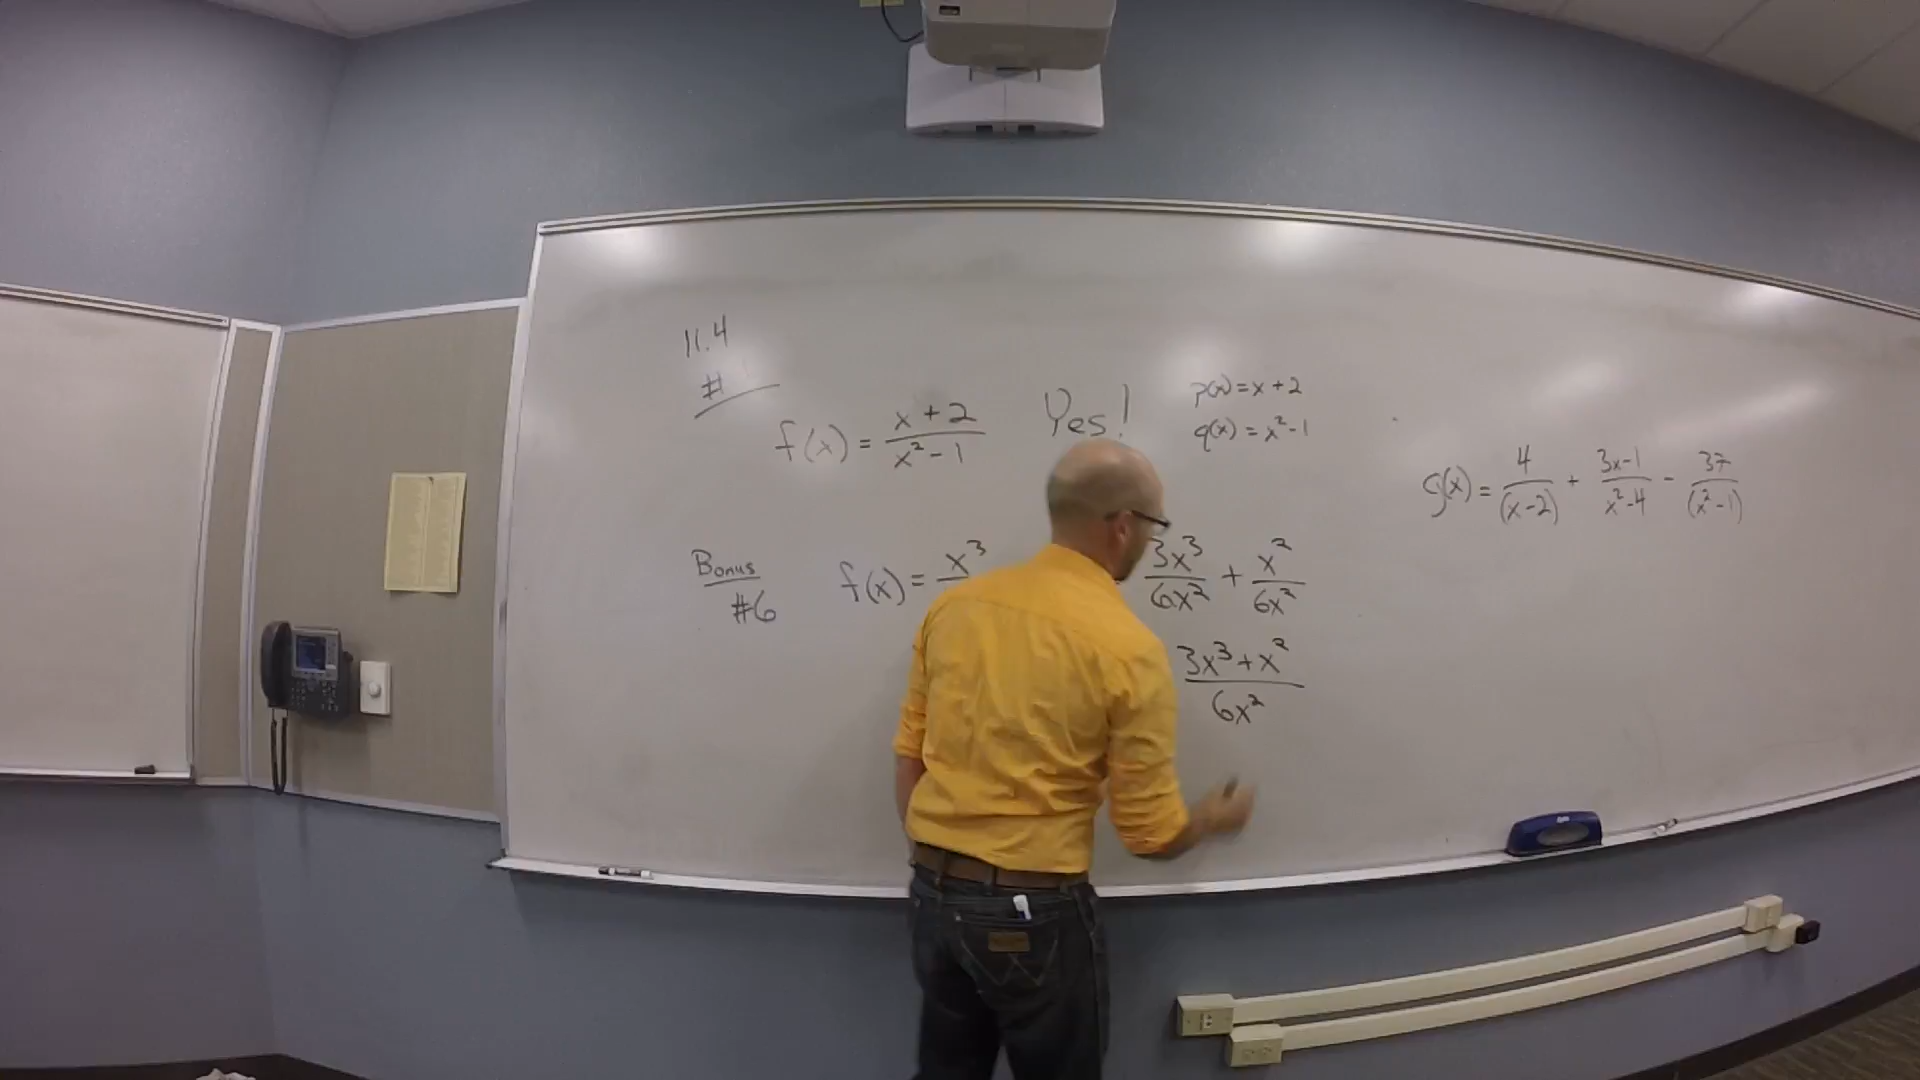 11.4
#
f(x) = x+2 / x²-1
Yes!
p(x) = x + 2
q(x) = x²-1
g(x) = 4/(x-2) + 3x-1/x²-4 - 37/(x²-1)
Bonus
#6
f(x) = x³
3x³/6x² + x²/6x²
3x³+x²/6x²